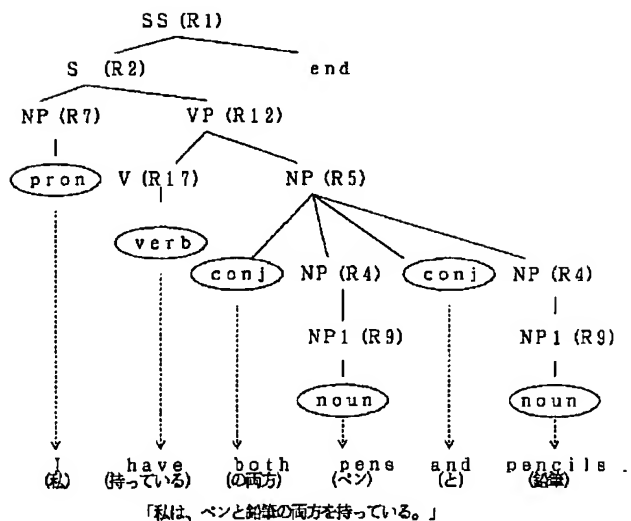 SS (R1)
S (R2) end
NP (R7) VP (R12)
pron V (R17) NP (R5)
verb
conj NP (R4) conj NP (R4)
NP1 (R9) NP1 (R9)
noun noun
I have both pens and pencils .
(私) (持っている) (の両方) (ペン) (と) (鉛筆)
「私は、ペンと鉛筆の両方を持っている。」